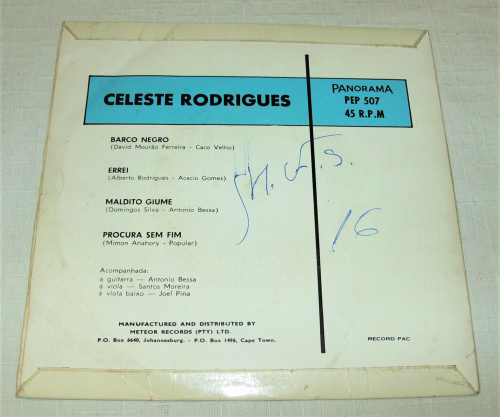 PANORAMA
PEP 507
45 R.P.M
CELESTE RODRIGUES
BARCO NEGRO
(David Mourão Ferreira - Caco Velho)
ERREI
(Alberto Rodrigues - Acacio Gomes)
MALDITO GIUME
(Domingos Silva - Antonio Bessa)
PROCURA SEM FIM
(Mimon Anahory - Popular)
Acompanhada:
à guitarra — Antonio Bessa
à viola — Santos Moreira
à viola baixo — Joel Pina
16
MANUFACTURED AND DISTRIBUTED BY
METEOR RECORDS (PTY) LTD.
P.O. Box 6640, Johannesburg. - P.O. Box 1496, Cape Town.
RECORD PAC